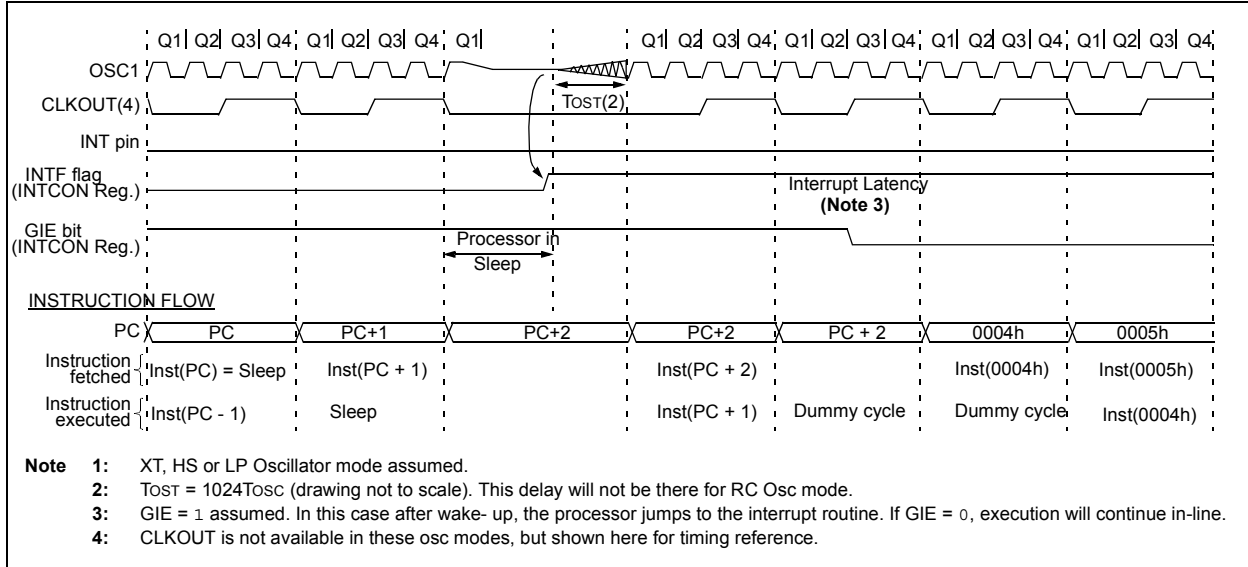 Q1 Q2 Q3 Q4 Q1 Q2 Q3 Q4 Q1 Q1 Q2 Q3 Q4 Q1 Q2 Q3 Q4 Q1 Q2 Q3 Q4 Q1 Q2 Q3 Q4
OSC1
TOST(2)
CLKOUT(4)
INT pin
INTF flag
(INTCON Reg.)
Interrupt Latency
(Note 3)
GIE bit
(INTCON Reg.)
Processor in
Sleep
INSTRUCTION FLOW
PC PC PC+1 PC+2 PC+2 PC + 2 0004h 0005h
Instruction
fetched
Inst(PC) = Sleep Inst(PC + 1) Inst(PC + 2) Inst(0004h) Inst(0005h)
Instruction
executed
Inst(PC - 1) Sleep Inst(PC + 1) Dummy cycle Dummy cycle Inst(0004h)
Note 1: XT, HS or LP Oscillator mode assumed.
2: TOST = 1024TOSC (drawing not to scale). This delay will not be there for RC Osc mode.
3: GIE = 1 assumed. In this case after wake- up, the processor jumps to the interrupt routine. If GIE = 0, execution will continue in-line.
4: CLKOUT is not available in these osc modes, but shown here for timing reference.